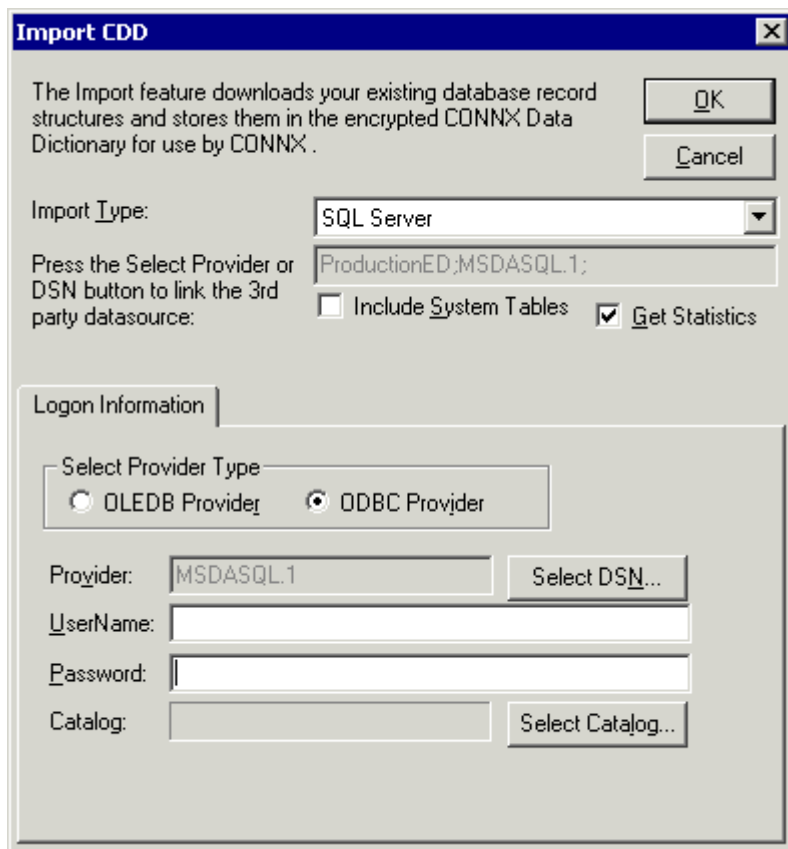 Import CDD
The Import feature downloads your existing database record
structures and stores them in the encrypted CONNX Data
Dictionary for use by CONNX .
OK
Cancel
Import Type:
SQL Server
Press the Select Provider or
DSN button to link the 3rd
party datasource:
ProductionED;MSDASQL.1;
Include System Tables
Get Statistics
Logon Information
Select Provider Type
OLEDB Provider
ODBC Provider
Provider:
MSDASQL.1
Select DSN...
UserName:
Password:
Catalog:
Select Catalog...